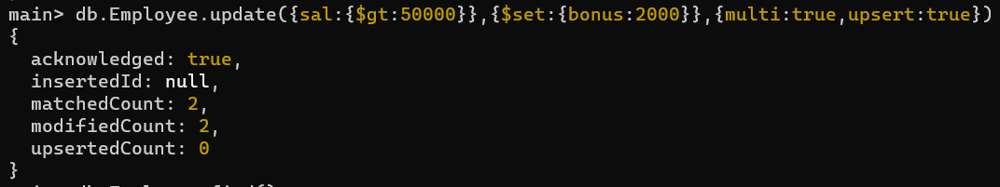 main> db.Employee.update({sal:{$gt:50000}},{$set:{bonus:2000}},{multi:true,upsert:true})
{
  acknowledged: true,
  insertedId: null,
  matchedCount: 2,
  modifiedCount: 2,
  upsertedCount: 0
}